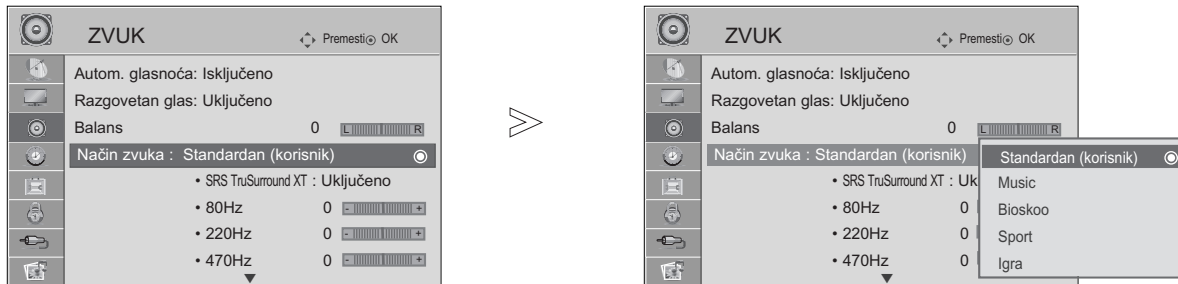 ZVUK
Premesti OK
Autom. glasnoća: Isključeno
Razgovetan glas: Uključeno
Balans 0 L R
Način zvuka : Standardan (korisnik)
• SRS TruSurround XT : Uključeno
• 80Hz 0 - +
• 220Hz 0 - +
• 470Hz 0 - +
>
ZVUK
Premesti OK
Autom. glasnoća: Isključeno
Razgovetan glas: Uključeno
Balans 0 L R
Način zvuka : Standardan (korisnik)
• SRS TruSurround XT : Uk
• 80Hz 0
• 220Hz 0
• 470Hz 0
Standardan (korisnik)
Music
Bioskoo
Sport
Igra